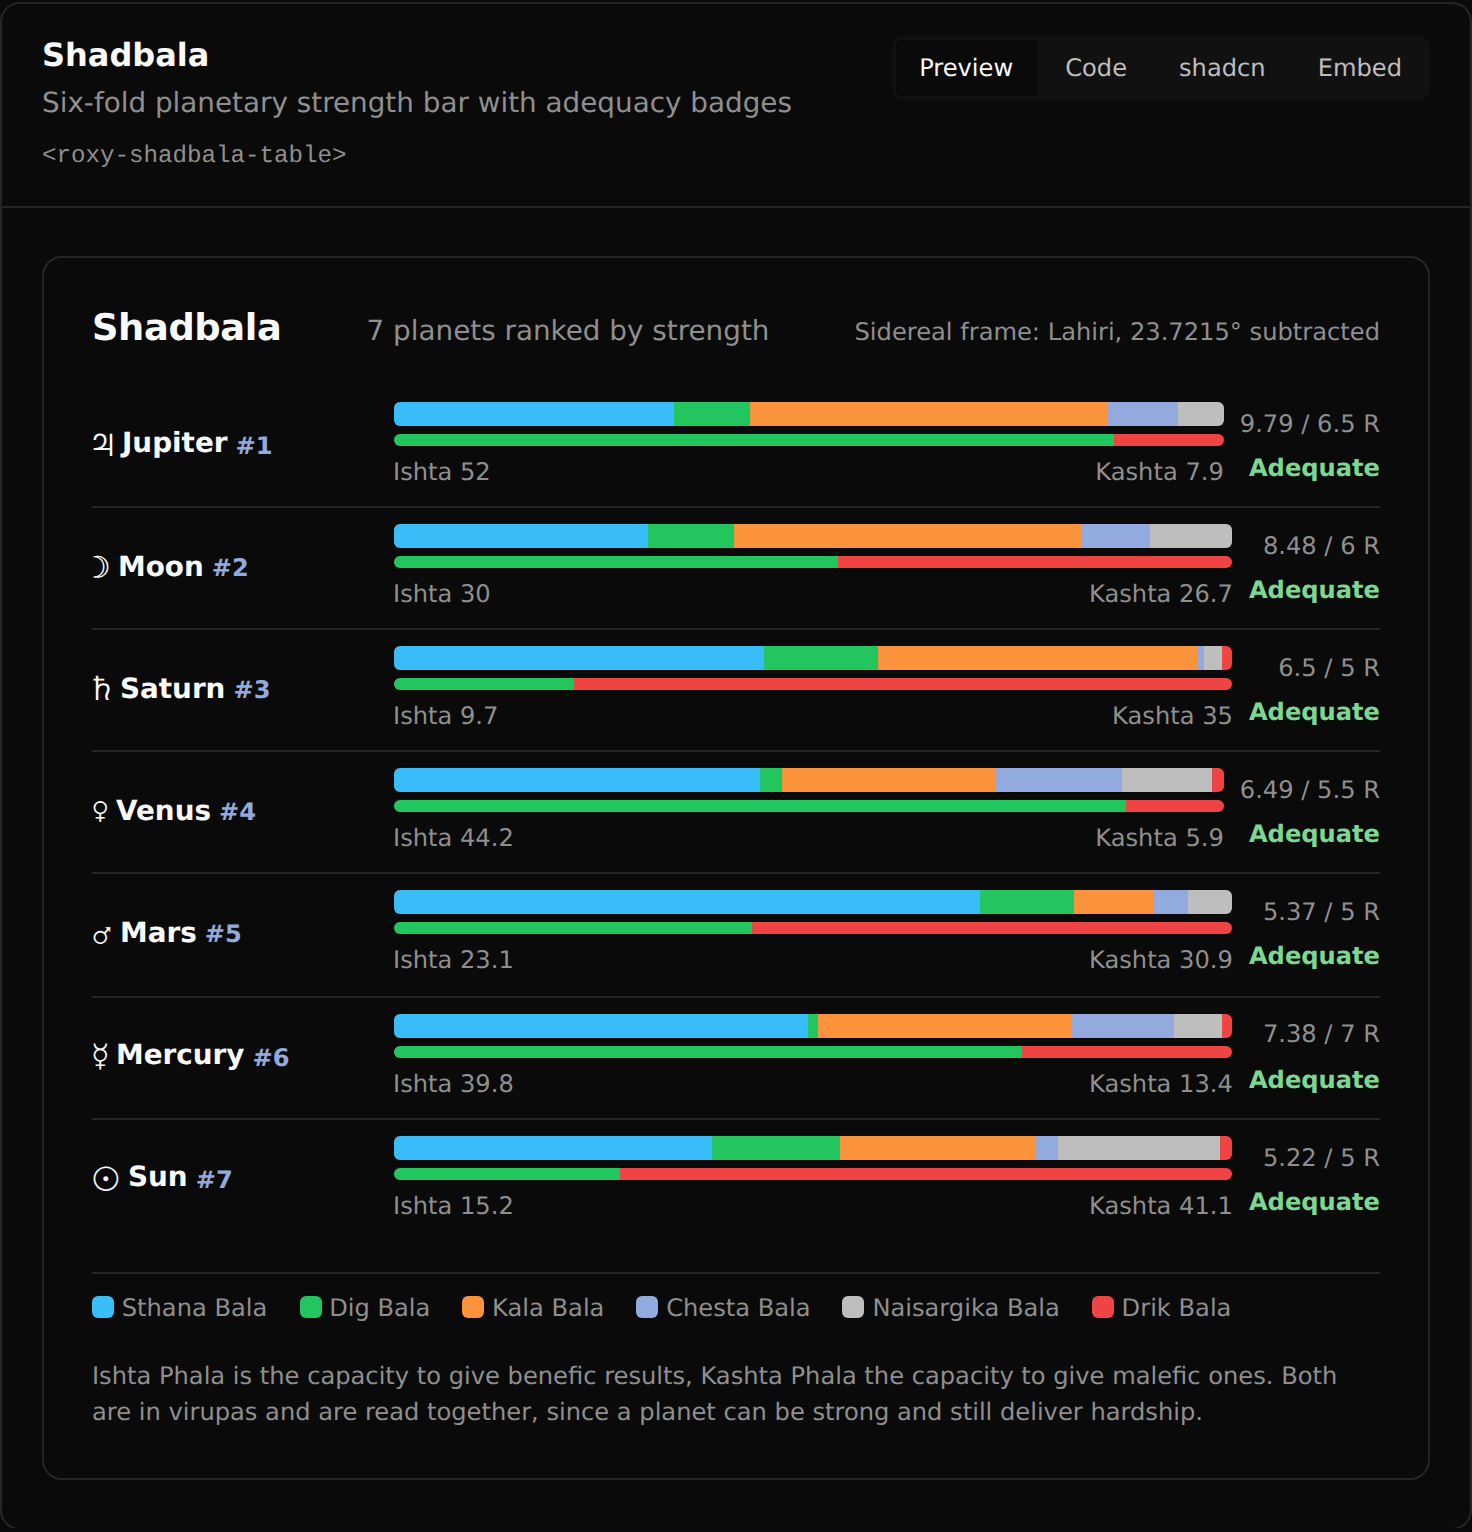 Shadbala
Preview Code shadcn Embed
Six-fold planetary strength bar with adequacy badges
<roxy-shadbala-table>
Shadbala 7 planets ranked by strength Sidereal frame: Lahiri, 23.7215° subtracted
♃ Jupiter #1 9.79 / 6.5 R
Ishta 52 Kashta 7.9 Adequate
☽ Moon #2 8.48 / 6 R
Ishta 30 Kashta 26.7 Adequate
♄ Saturn #3 6.5 / 5 R
Ishta 9.7 Kashta 35 Adequate
♀ Venus #4 6.49 / 5.5 R
Ishta 44.2 Kashta 5.9 Adequate
♂ Mars #5 5.37 / 5 R
Ishta 23.1 Kashta 30.9 Adequate
☿ Mercury #6 7.38 / 7 R
Ishta 39.8 Kashta 13.4 Adequate
☉ Sun #7 5.22 / 5 R
Ishta 15.2 Kashta 41.1 Adequate
Sthana Bala Dig Bala Kala Bala Chesta Bala Naisargika Bala Drik Bala
Ishta Phala is the capacity to give benefic results, Kashta Phala the capacity to give malefic ones. Both
are in virupas and are read together, since a planet can be strong and still deliver hardship.